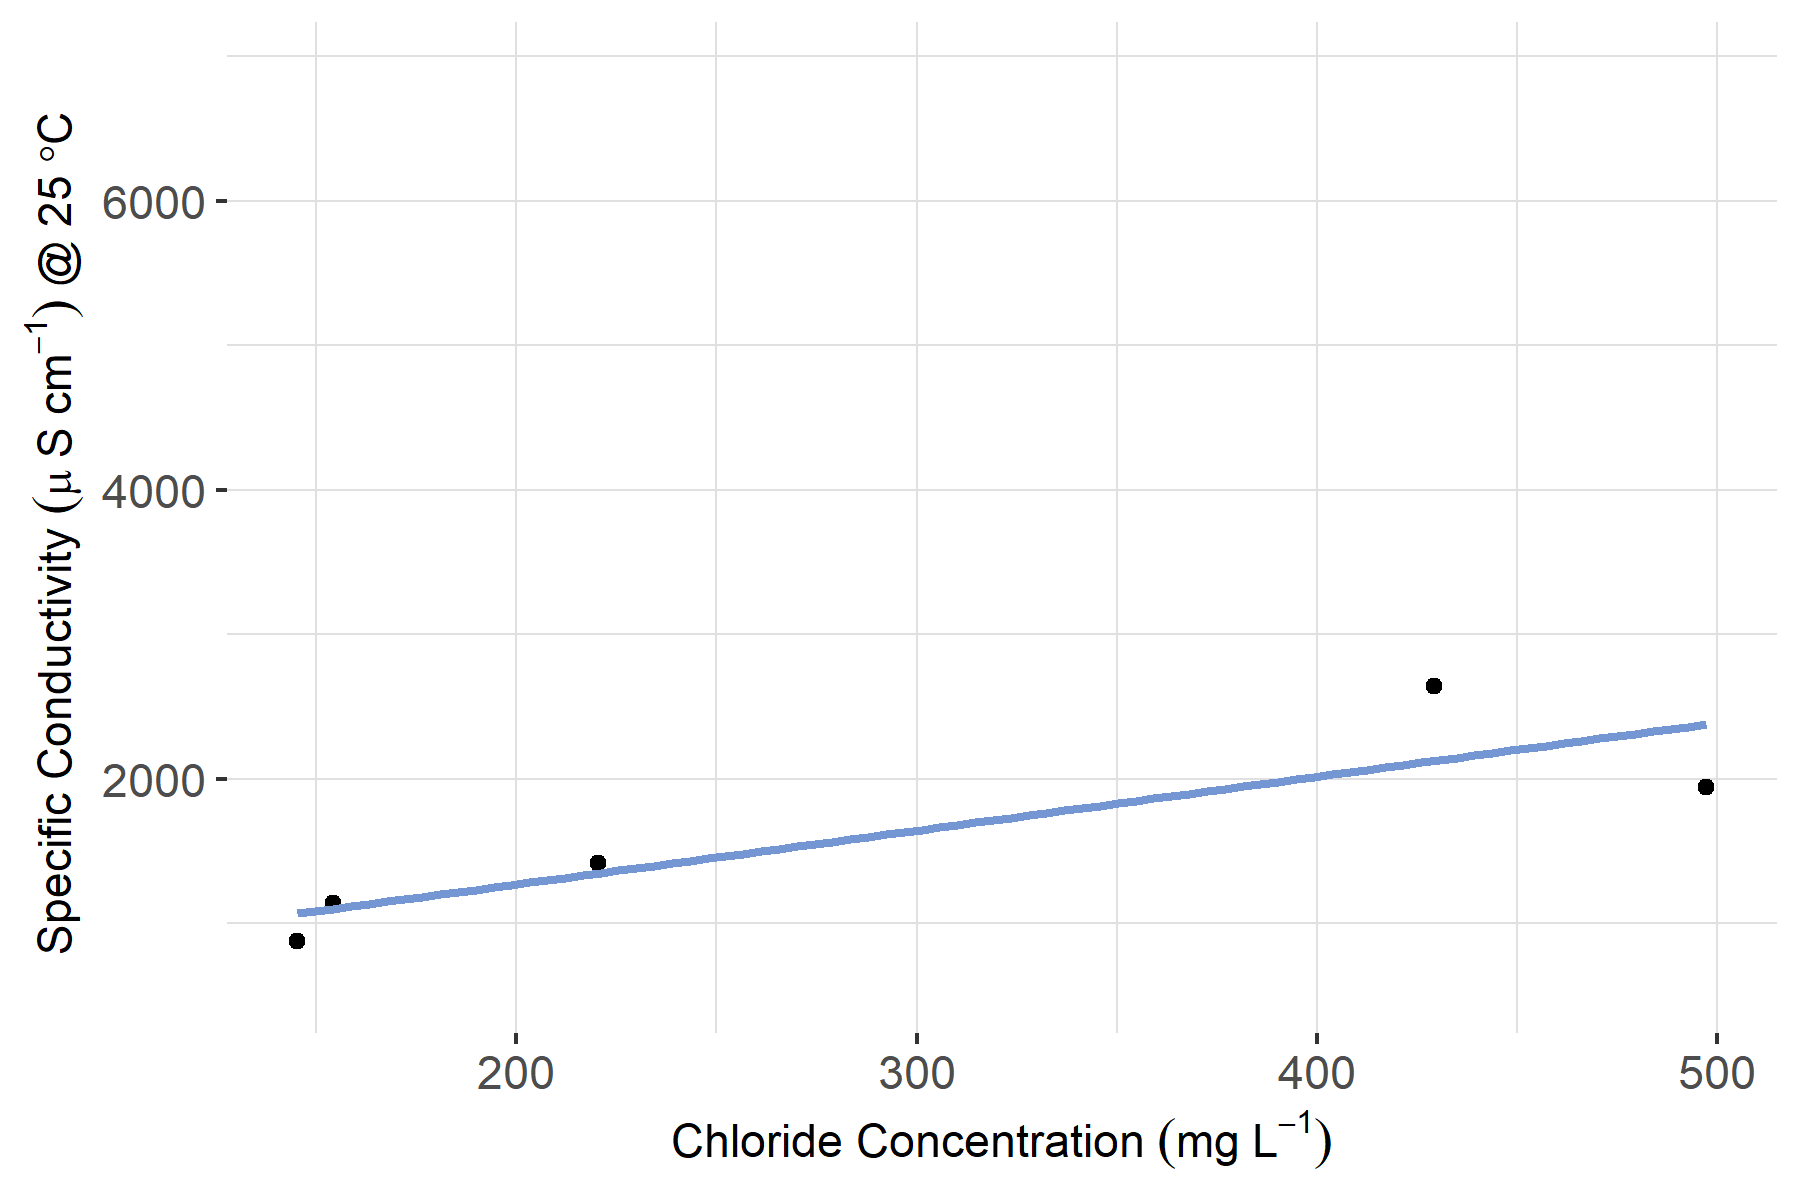 Specific Conductivity (μ S cm⁻¹) @ 25 °C
6000
4000
2000
200 300 400 500
Chloride Concentration (mg L⁻¹)